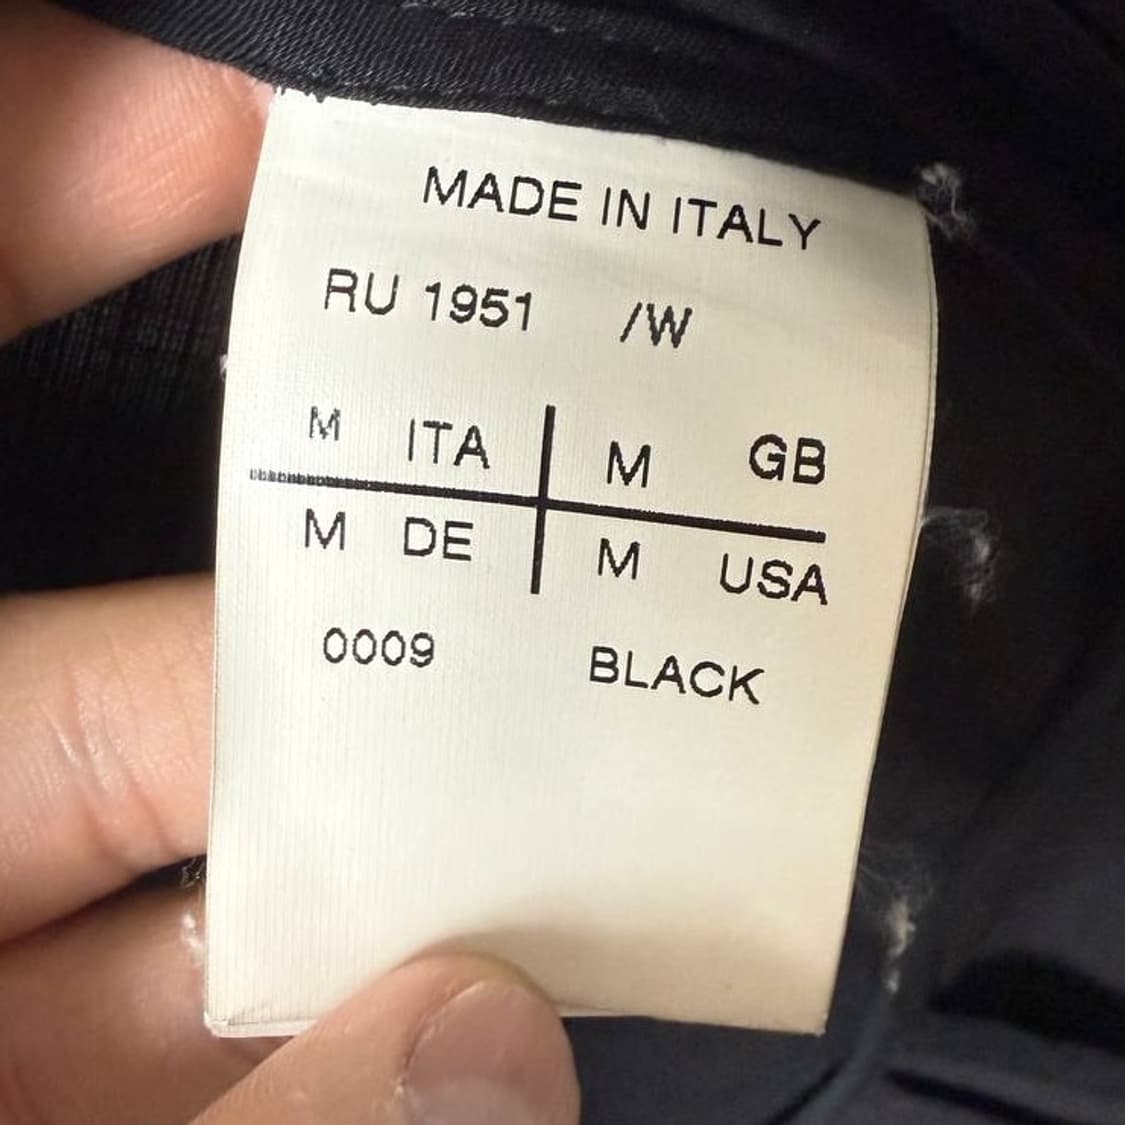 MADE IN ITALY
RU 1951 /W
M ITA M GB
M DE M USA
0009 BLACK